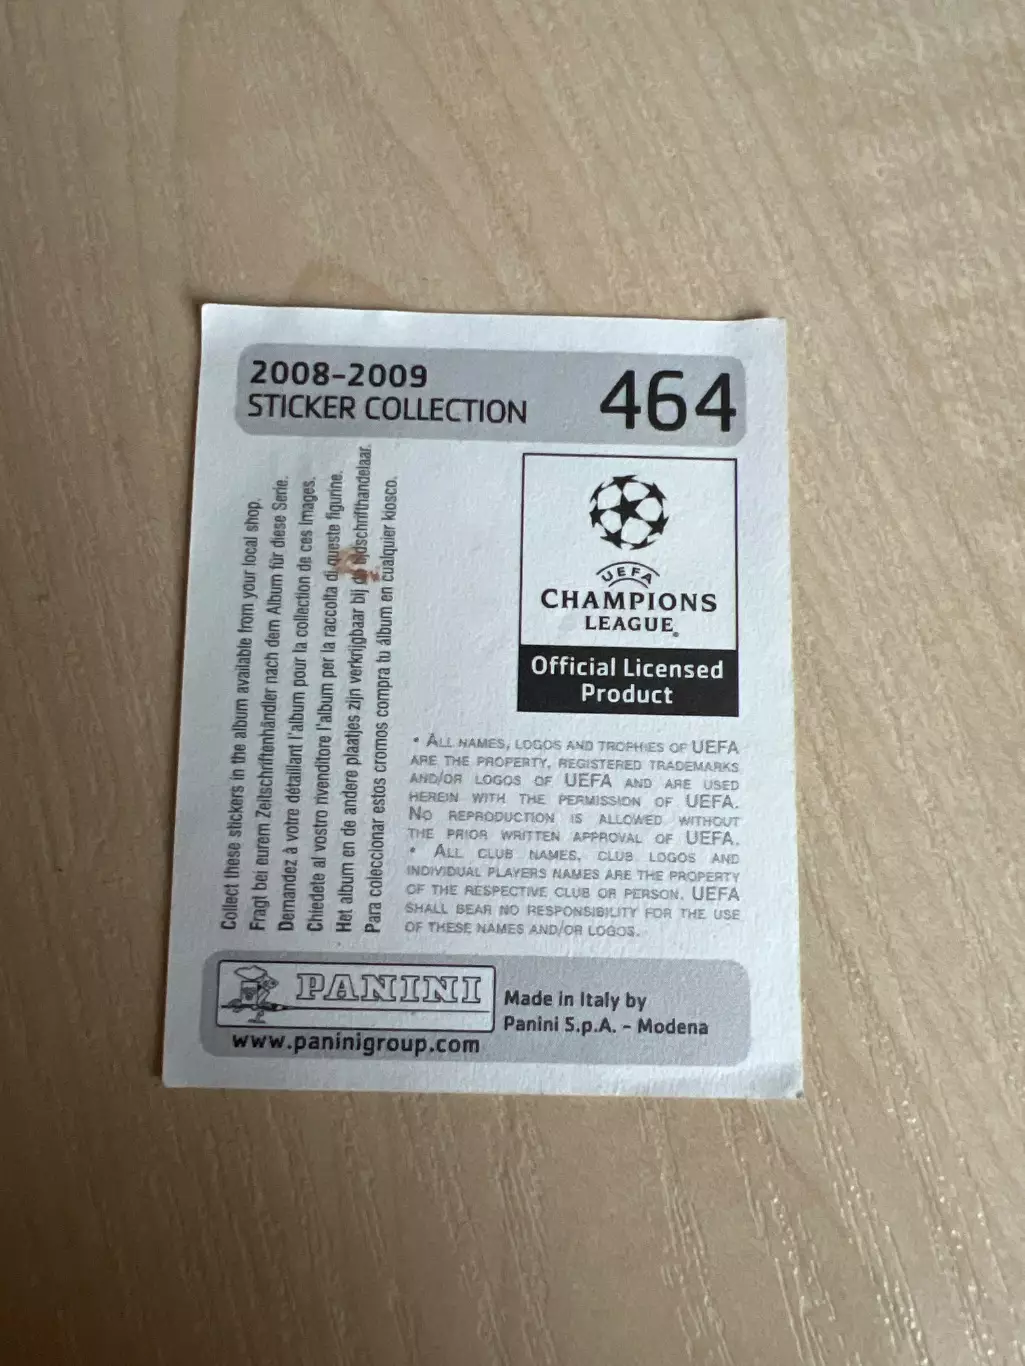 2008-2009
STICKER COLLECTION
464
Collect these stickers in the album available from your local shop.
Fragt bei eurem Zeitschriftenhändler nach dem Album für diese Serie.
Demandez à votre détaillant l'album pour la collection de ces images.
Chiedete al vostro rivenditore l'album per la raccolta di queste figurine.
Het album en de andere plaatjes zijn verkrijgbaar bij de tijdschrifthandelaar.
Para coleccionar estos cromos compra tu álbum en cualquier kiosco.
UEFA
CHAMPIONS
LEAGUE®
Official Licensed
Product
• ALL NAMES, LOGOS AND TROPHIES OF UEFA
ARE THE PROPERTY, REGISTERED TRADEMARKS
AND/OR LOGOS OF UEFA AND ARE USED
HEREIN WITH THE PERMISSION OF UEFA.
NO REPRODUCTION IS ALLOWED WITHOUT
THE PRIOR WRITTEN APPROVAL OF UEFA.
• ALL CLUB NAMES, CLUB LOGOS AND
INDIVIDUAL PLAYERS NAMES ARE THE PROPERTY
OF THE RESPECTIVE CLUB OR PERSON. UEFA
SHALL BEAR NO RESPONSIBILITY FOR THE USE
OF THESE NAMES AND/OR LOGOS.
PANINI
www.paninigroup.com
Made in Italy by
Panini S.p.A. - Modena